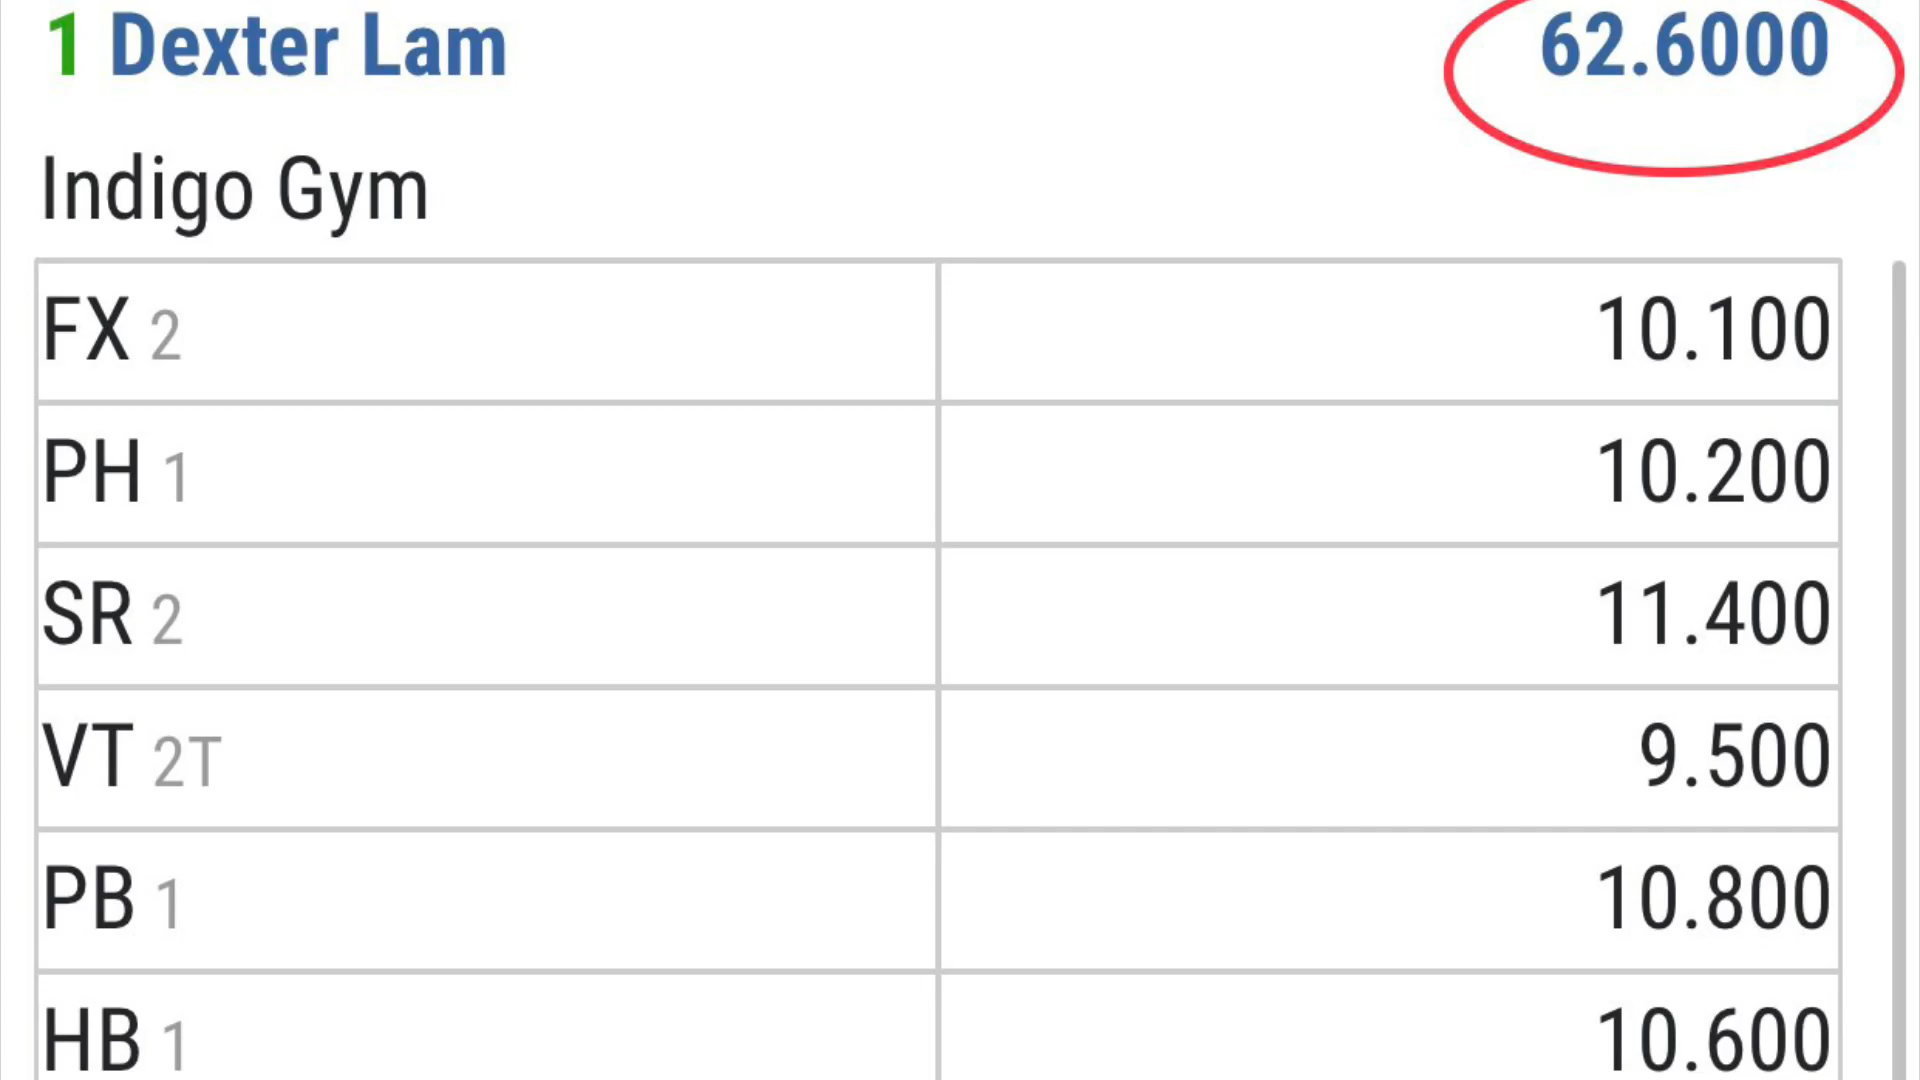 1 Dexter Lam 62.6000
Indigo Gym
FX 2 10.100
PH 1 10.200
SR 2 11.400
VT 2T 9.500
PB 1 10.800
HB 1 10.600